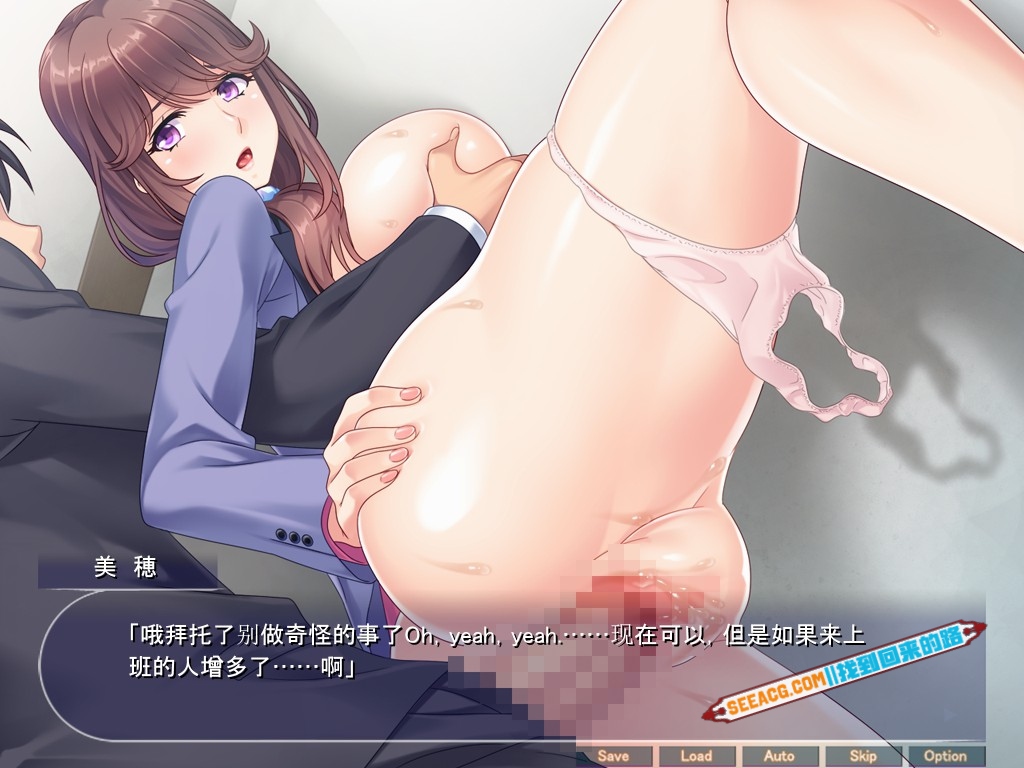 美穂
「哦拜托了别做奇怪的事了Oh, yeah, yeah.……现在可以, 但是如果来上
班的人增多了……啊」
SEEACG.COM||找到回来的路
Save Load Auto Skip Option